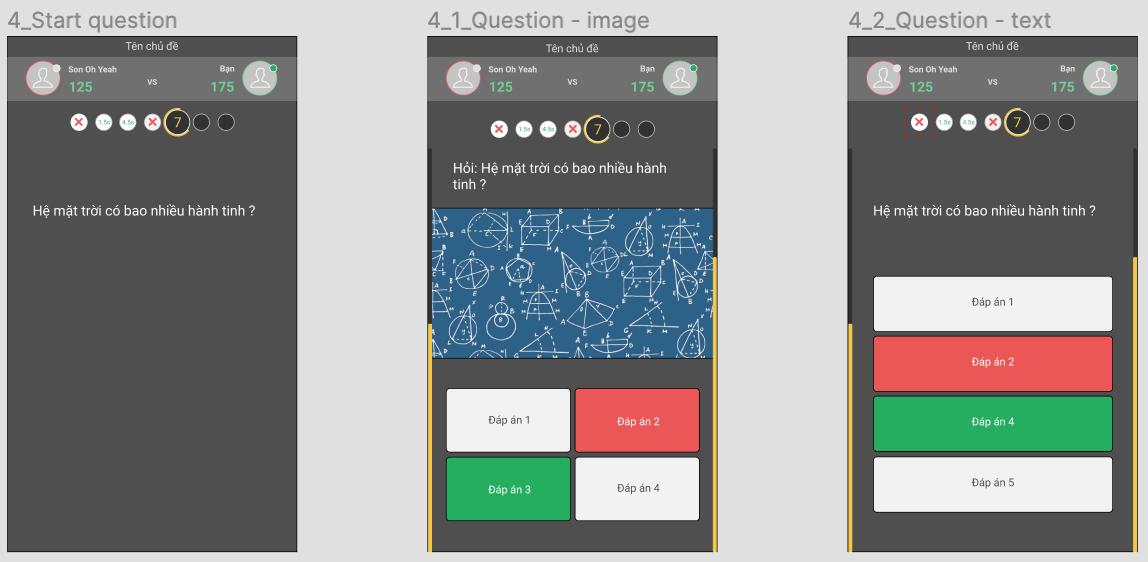 4_Start question
Tên chủ đề
Son Oh Yeah
125
vs
Bạn
175
1.5s
4.5s
7
Hệ mặt trời có bao nhiều hành tinh ?
4_1_Question - image
Tên chủ đề
Son Oh Yeah
125
vs
Bạn
175
1.5s
4.5s
7
Hỏi: Hệ mặt trời có bao nhiều hành
tinh ?
Đáp án 1
Đáp án 2
Đáp án 3
Đáp án 4
4_2_Question - text
Tên chủ đề
Son Oh Yeah
125
vs
Bạn
175
1.5s
4.5s
7
Hệ mặt trời có bao nhiều hành tinh ?
Đáp án 1
Đáp án 2
Đáp án 4
Đáp án 5